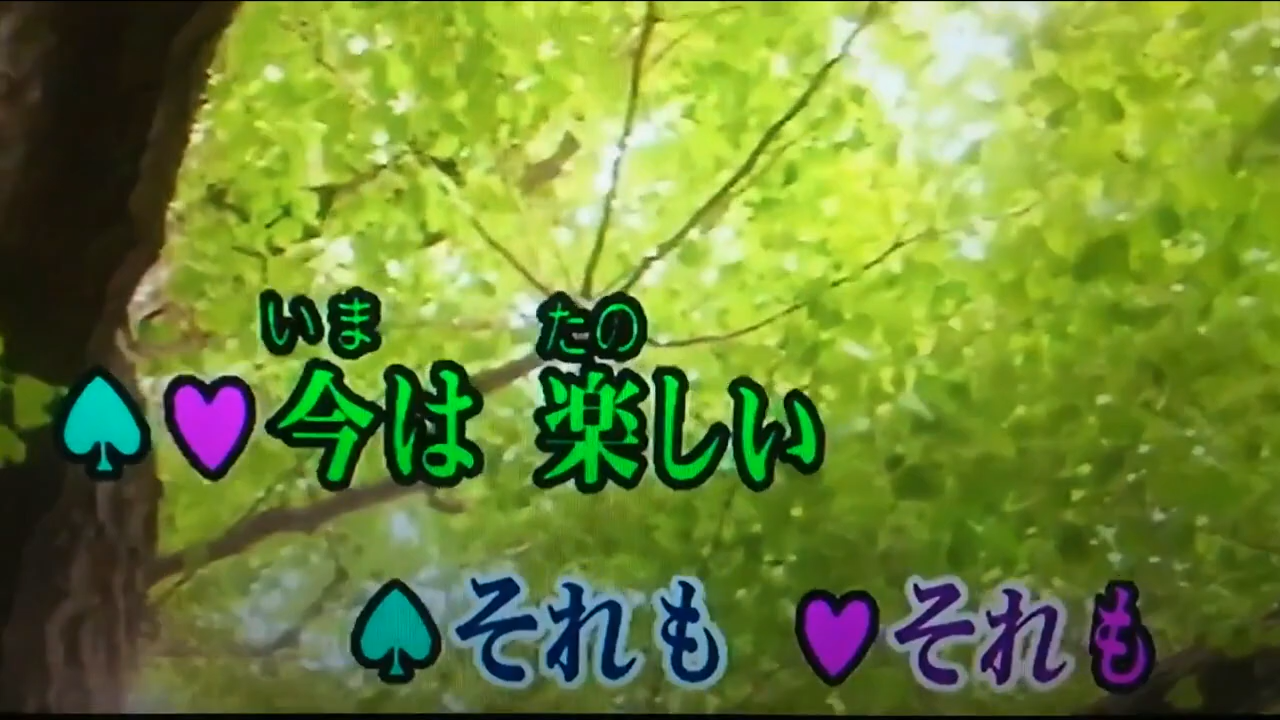 いま たの
♠♥今は 楽しい
♠それも ♥それも